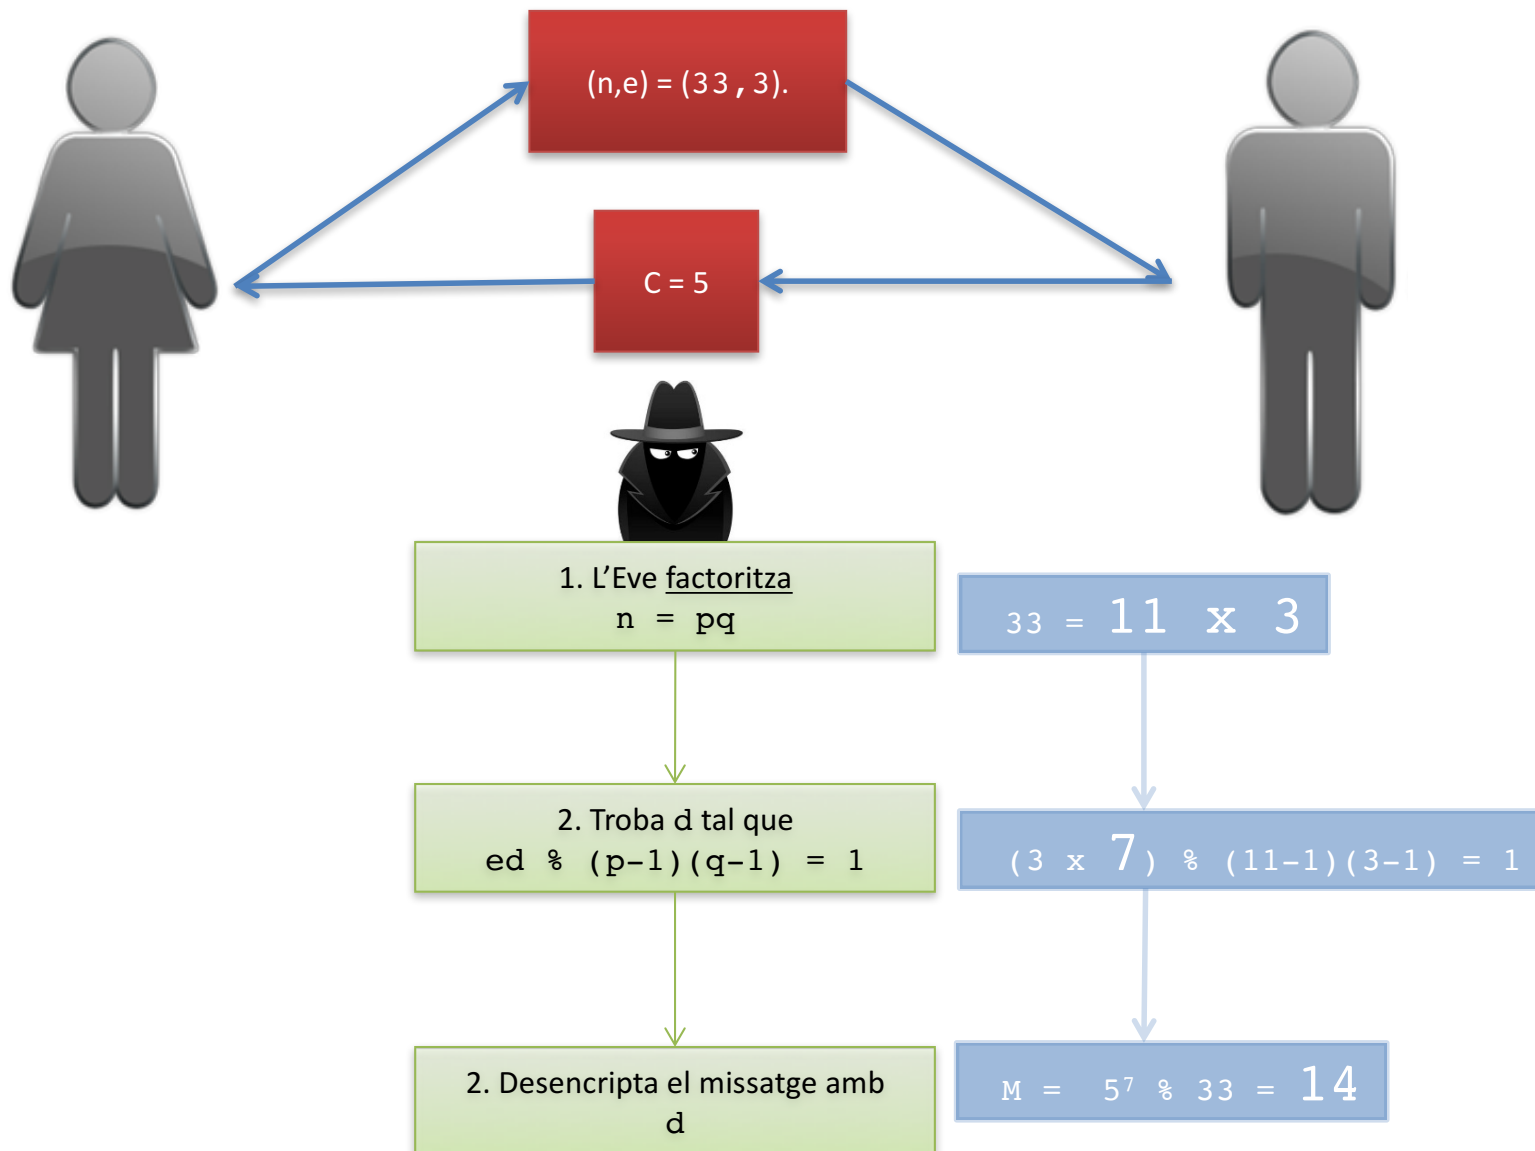 (n,e) = (33,3).
C = 5
1. L’Eve factoritza
n = pq
33 = 11 x 3
2. Troba d tal que
ed % (p-1)(q-1) = 1
(3 x 7) % (11-1)(3-1) = 1
2. Desencripta el missatge amb
d
M = 5⁷ % 33 = 14